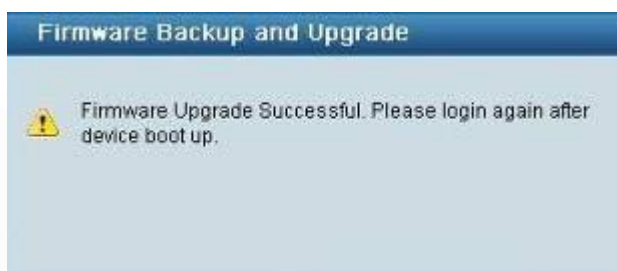 Firmware Backup and Upgrade
Firmware Upgrade Successful. Please login again after
device boot up.